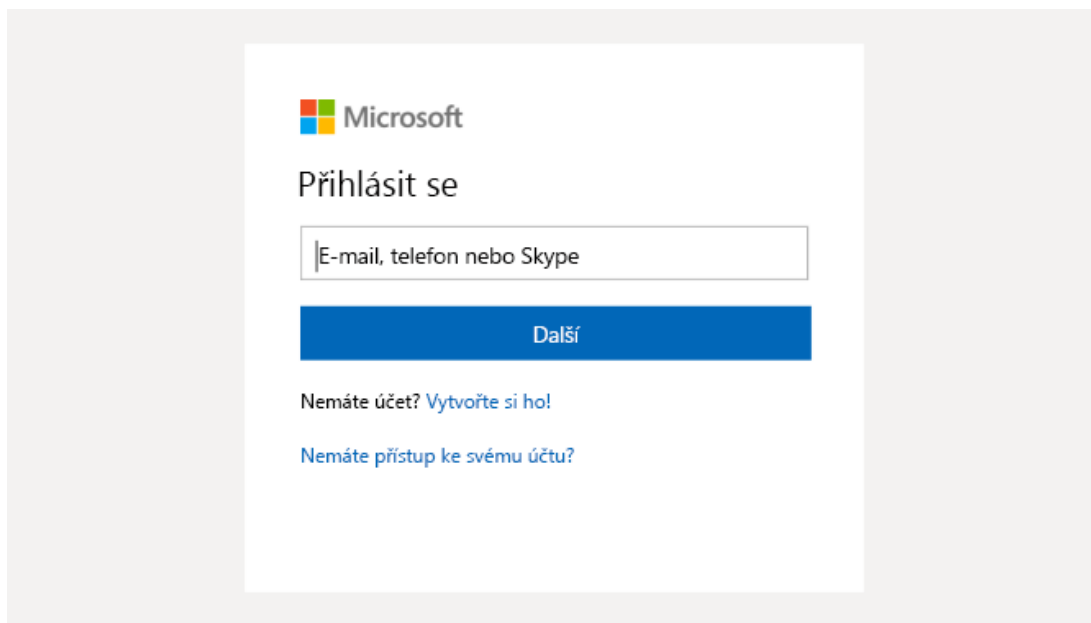 Microsoft
Přihlásit se
E-mail, telefon nebo Skype
Další
Nemáte účet? Vytvořte si ho!
Nemáte přístup ke svému účtu?